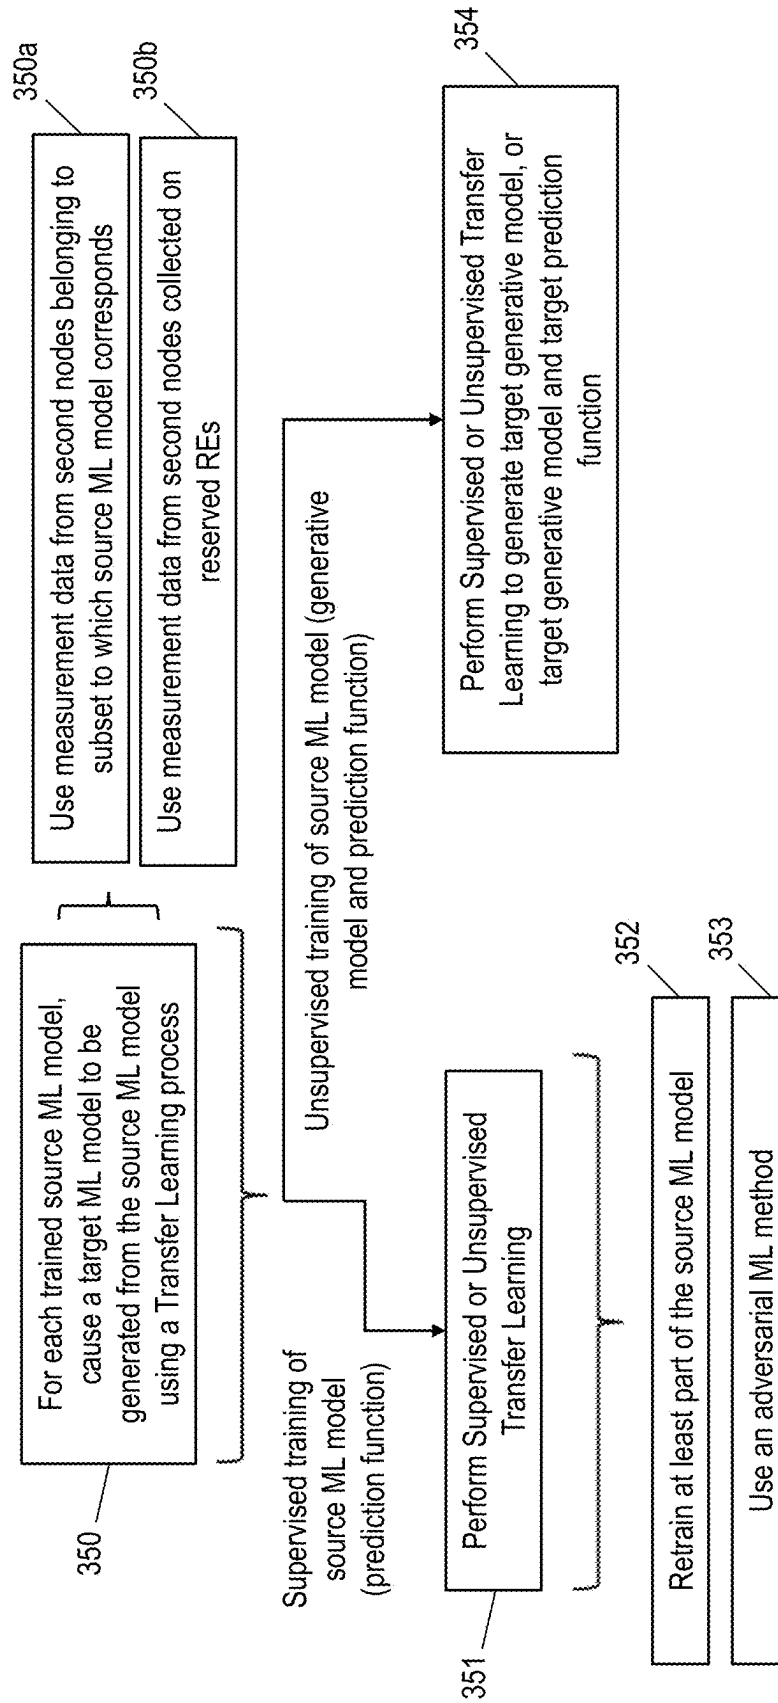 For each trained source ML model,
cause a target ML model to be
generated from the source ML model
using a Transfer Learning process
350
Use measurement data from second nodes belonging to
subset to which source ML model corresponds
350a
Use measurement data from second nodes collected on
reserved REs
350b
Supervised training of
source ML model
(prediction function)
Unsupervised training of source ML model (generative
model and prediction function)
Perform Supervised or Unsupervised
Transfer Learning
351
Perform Supervised or Unsupervised Transfer
Learning to generate target generative model, or
target generative model and target prediction
function
354
Retrain at least part of the source ML model
352
Use an adversarial ML method
353